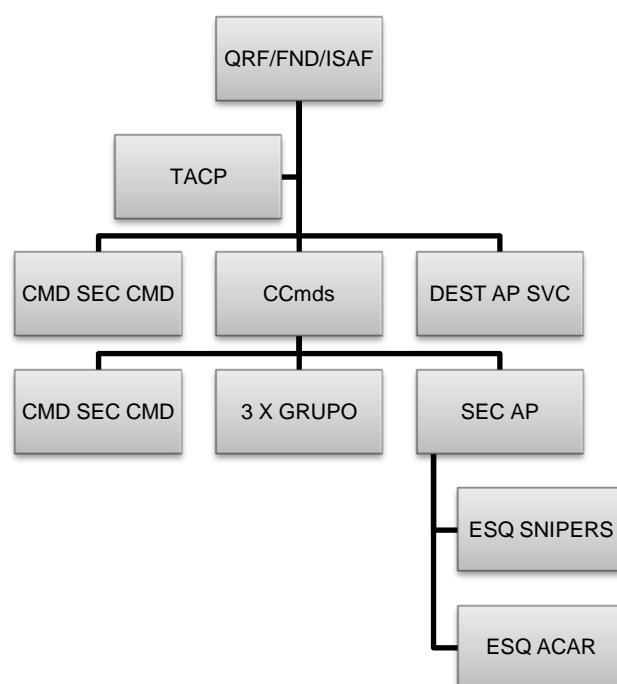 QRF/FND/ISAF
TACP
CMD SEC CMD
CCmds
DEST AP SVC
CMD SEC CMD
3 X GRUPO
SEC AP
ESQ SNIPERS
ESQ ACAR